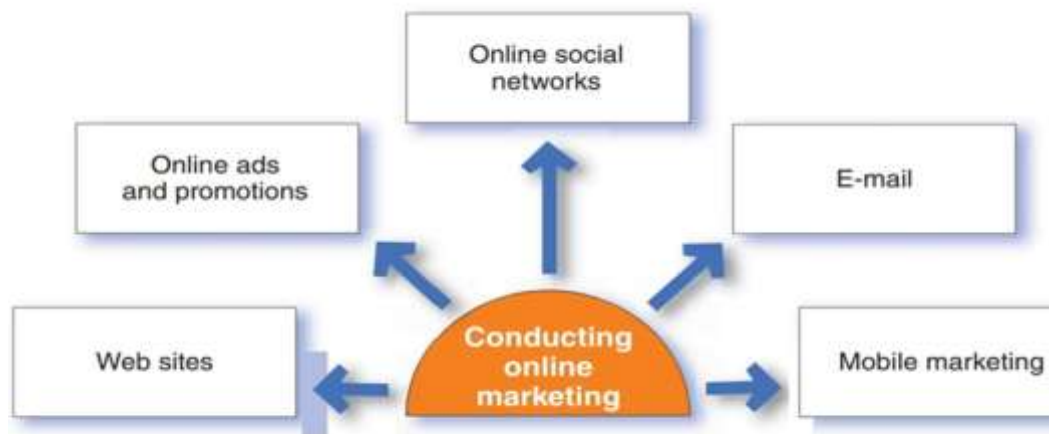 Online social
networks
Online ads
and promotions
E-mail
Web sites
Conducting
online
marketing
Mobile marketing